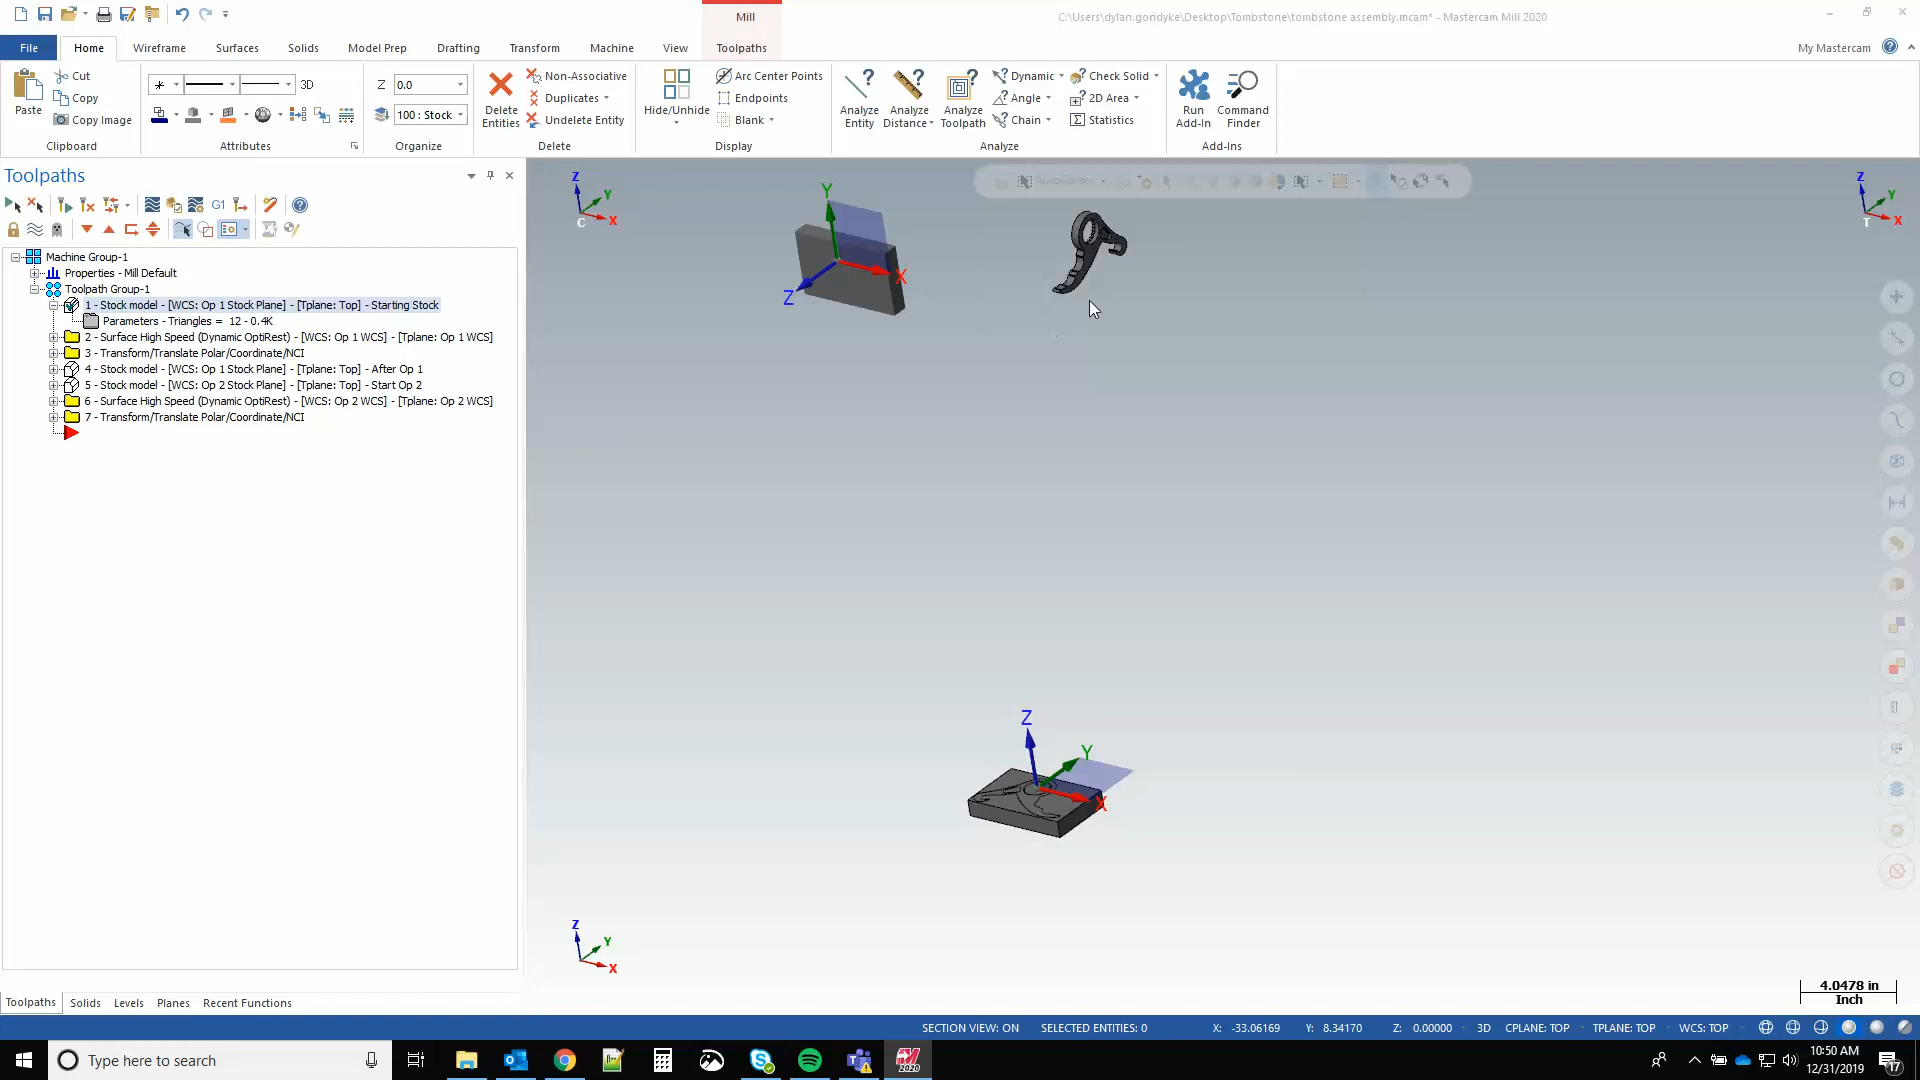 Mill
C:\Users\dylan.gondyke\Desktop\Tombstone\tombstone assembly.mcam* - Mastercam Mill 2020
File
Home
Wireframe
Surfaces
Solids
Model Prep
Drafting
Transform
Machine
View
Toolpaths
My Mastercam
Paste
Cut
Copy
Copy Image
Clipboard
3D
Attributes
Z 0.0
100 : Stock
Organize
Delete Entities
Non-Associative
Duplicates
Undelete Entity
Delete
Hide/Unhide
Arc Center Points
Endpoints
Blank
Display
Analyze Entity
Analyze Distance
Analyze Toolpath
Dynamic
Angle
Chain
Check Solid
2D Area
Statistics
Analyze
Run Add-In
Command Finder
Add-Ins
Toolpaths
G1
AutoCursor
Machine Group-1
Properties - Mill Default
Toolpath Group-1
1 - Stock model - [WCS: Op 1 Stock Plane] - [Tplane: Top] - Starting Stock
Parameters - Triangles = 12 - 0.4K
2 - Surface High Speed (Dynamic OptiRest) - [WCS: Op 1 WCS] - [Tplane: Op 1 WCS]
3 - Transform/Translate Polar/Coordinate/NCI
4 - Stock model - [WCS: Op 1 Stock Plane] - [Tplane: Top] - After Op 1
5 - Stock model - [WCS: Op 2 Stock Plane] - [Tplane: Top] - Start Op 2
6 - Surface High Speed (Dynamic OptiRest) - [WCS: Op 2 WCS] - [Tplane: Op 2 WCS]
7 - Transform/Translate Polar/Coordinate/NCI
Z Y X C
Y X Z
Z Y X T
Z Y X
Z Y X
4.0478 in
Inch
Toolpaths
Solids
Levels
Planes
Recent Functions
SECTION VIEW: ON
SELECTED ENTITIES: 0
X: -33.06169
Y: 8.34170
Z: 0.00000
3D
CPLANE: TOP
TPLANE: TOP
WCS: TOP
Type here to search
2020
10:50 AM
12/31/2019
17